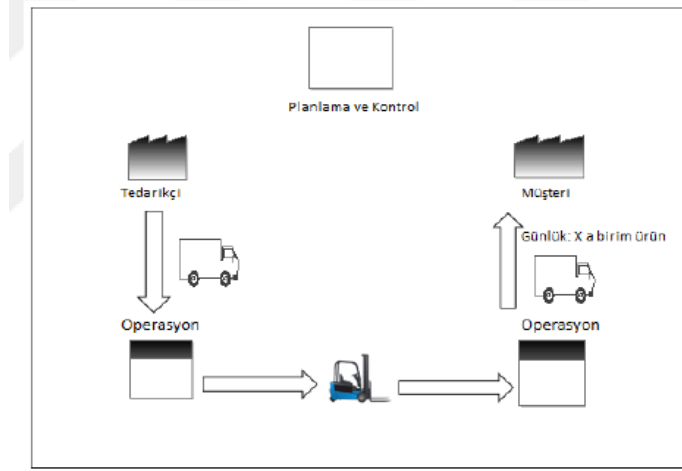 Planlama ve Kontrol
Tedarikçi
Müşteri
Günlük: X a birim ürün
Operasyon
Operasyon